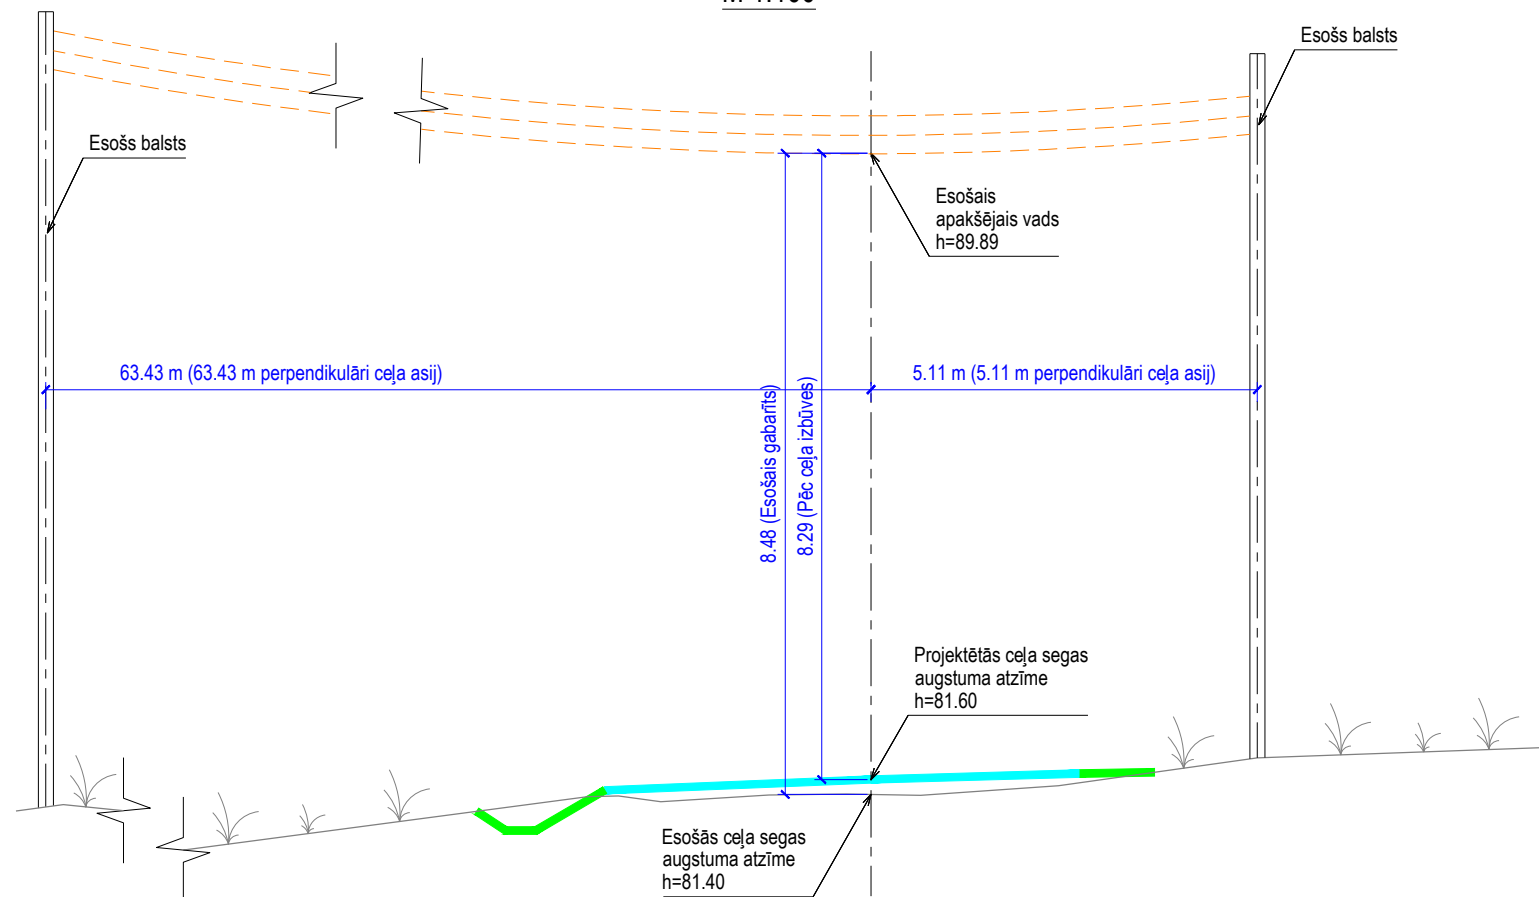 Esošs balsts
Esošs balsts
Esošais
apakšējais vads
h=89.89
63.43 m (63.43 m perpendikulāri ceļa asij)
5.11 m (5.11 m perpendikulāri ceļa asij)
8.48 (Esošais gabarīts)
8.29 (Pēc ceļa izbūves)
Projektētās ceļa segas
augstuma atzīme
h=81.60
Esošās ceļa segas
augstuma atzīme
h=81.40